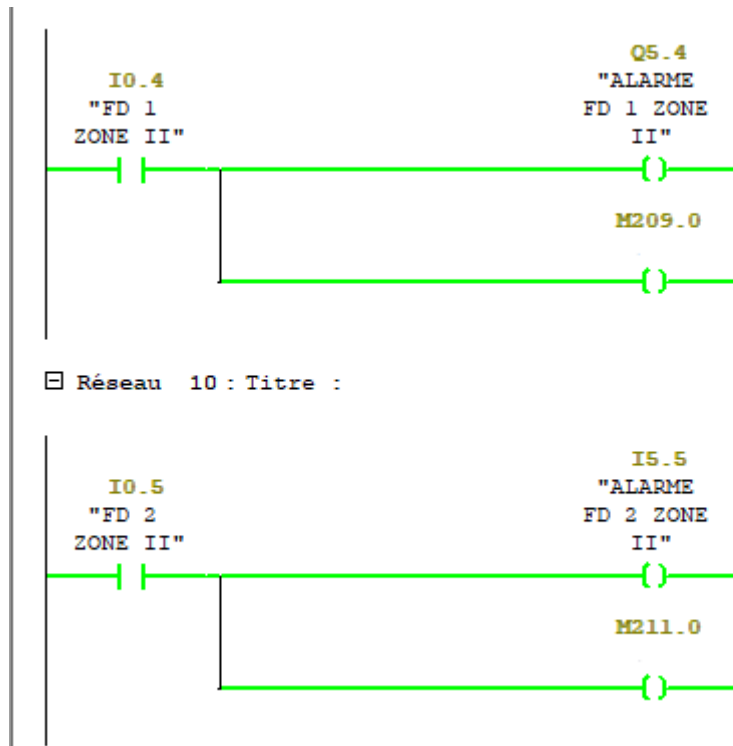 Q5.4
I0.4
"ALARME
"FD 1
FD 1 ZONE
ZONE II"
II"
M209.0
Réseau 10 : Titre :
I5.5
I0.5
"ALARME
"FD 2
FD 2 ZONE
ZONE II"
II"
M211.0